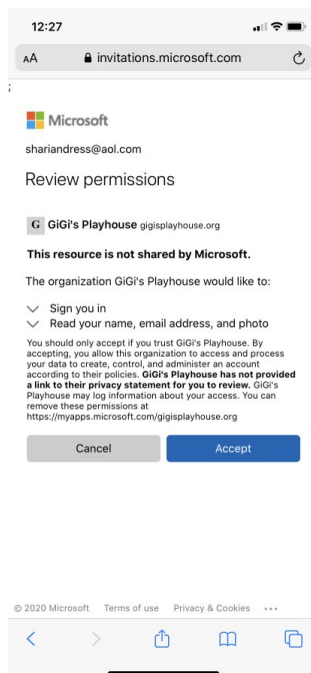 12:27
AA invitations.microsoft.com
;
Microsoft
shariandress@aol.com
Review permissions
G GiGi's Playhouse gigisplayhouse.org
This resource is not shared by Microsoft.
The organization GiGi's Playhouse would like to:
Sign you in
Read your name, email address, and photo
You should only accept if you trust GiGi's Playhouse. By
accepting, you allow this organization to access and process
your data to create, control, and administer an account
according to their policies. GiGi's Playhouse has not provided
a link to their privacy statement for you to review. GiGi's
Playhouse may log information about your access. You can
remove these permissions at
https://myapps.microsoft.com/gigisplayhouse.org
Cancel Accept
© 2020 Microsoft Terms of use Privacy & Cookies ...